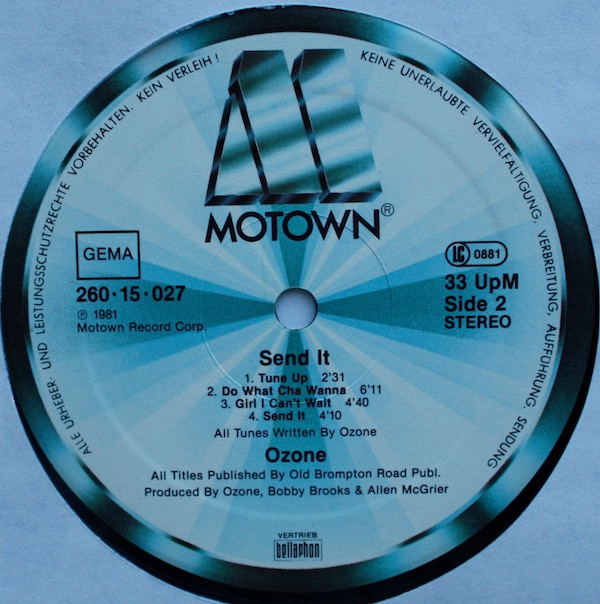 ALLE URHEBER- UND LEISTUNGSSCHUTZRECHTE VORBEHALTEN. KEIN VERLEIH! KEINE UNERLAUBTE VERVIELFÄLTIGUNG, VERBREITUNG, AUFFÜHRUNG, SENDUNG
MOTOWN®
GEMA
LC 0881
260·15·027
33 UpM
℗ 1981
Side 2
Motown Record Corp.
STEREO
Send It
1. Tune Up 2'31
2. Do What Cha Wanna 6'11
3. Girl I Can't Wait 4'40
4. Send It 4'10
All Tunes Written By Ozone
Ozone
All Titles Published By Old Brompton Road Publ.
Produced By Ozone, Bobby Brooks & Allen McGrier
VERTRIEB
bellaphon